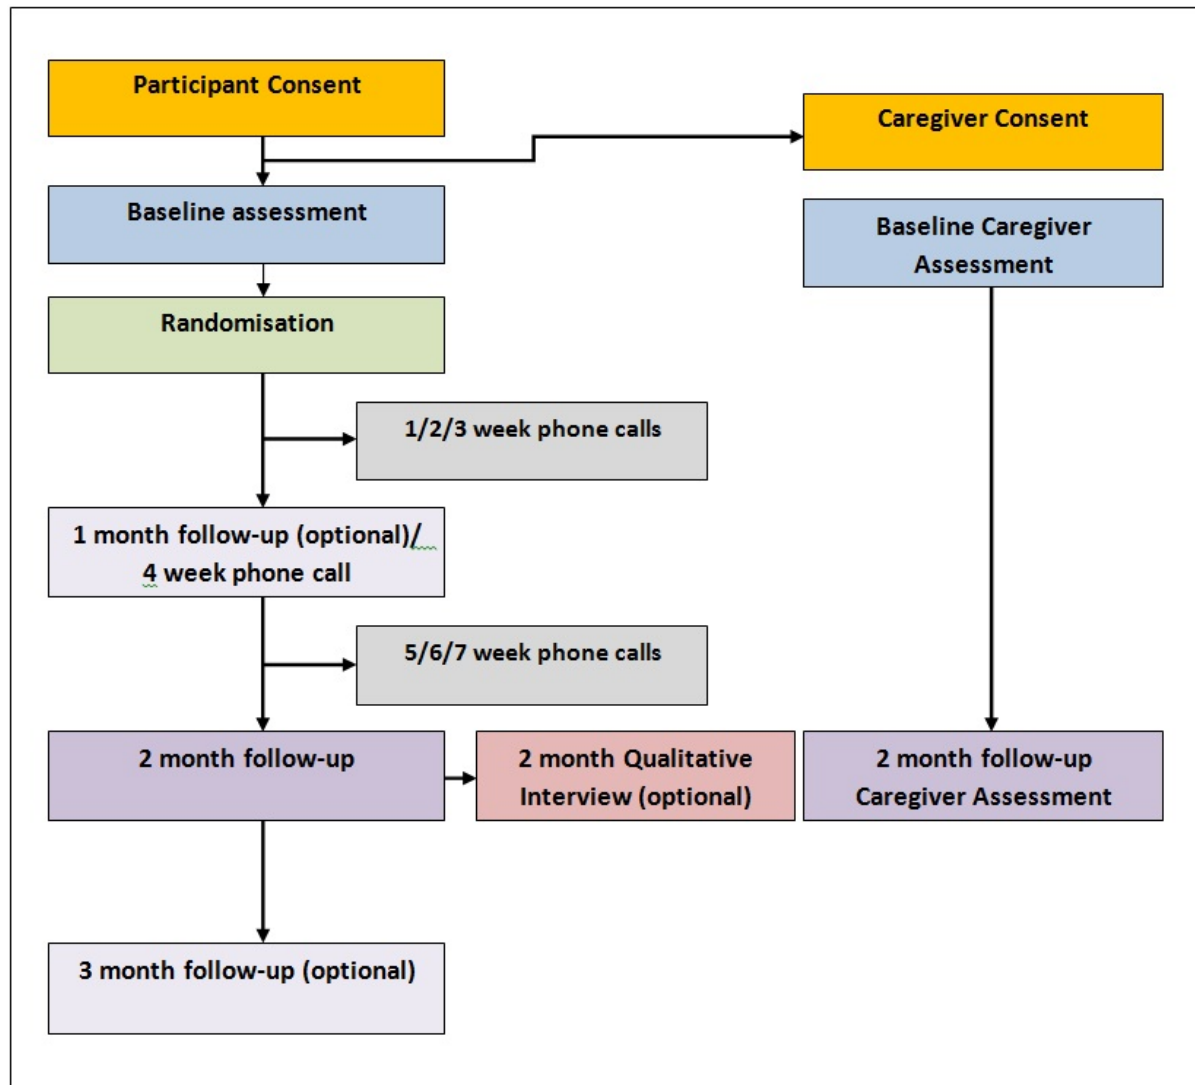 Participant Consent
Caregiver Consent
Baseline assessment
Baseline Caregiver
Assessment
Randomisation
1/2/3 week phone calls
1 month follow-up (optional)/
4 week phone call
5/6/7 week phone calls
2 month follow-up
2 month Qualitative
Interview (optional)
2 month follow-up
Caregiver Assessment
3 month follow-up (optional)